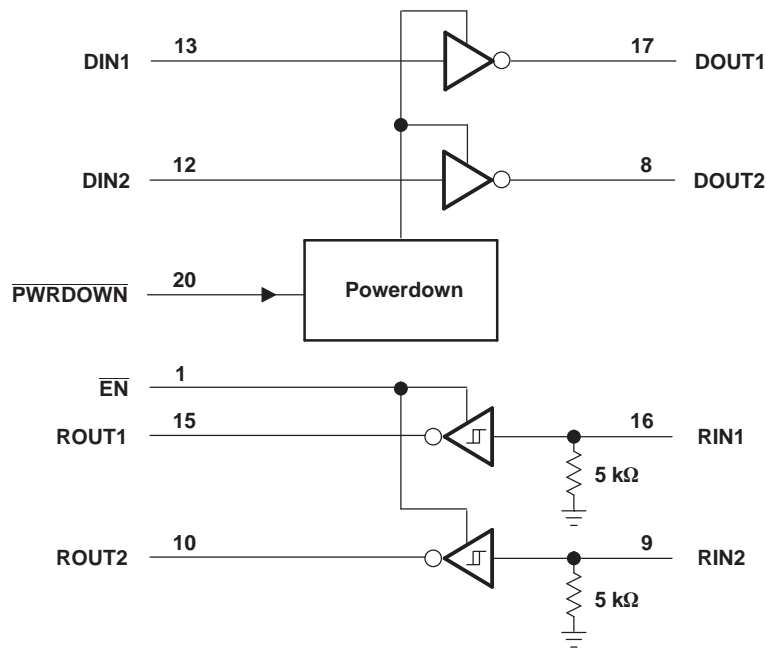 DIN1 13 17 DOUT1
DIN2 12 8 DOUT2
PWRDOWN 20 Powerdown
EN 1
ROUT1 15 16 RIN1
5 kΩ
ROUT2 10 9 RIN2
5 kΩ